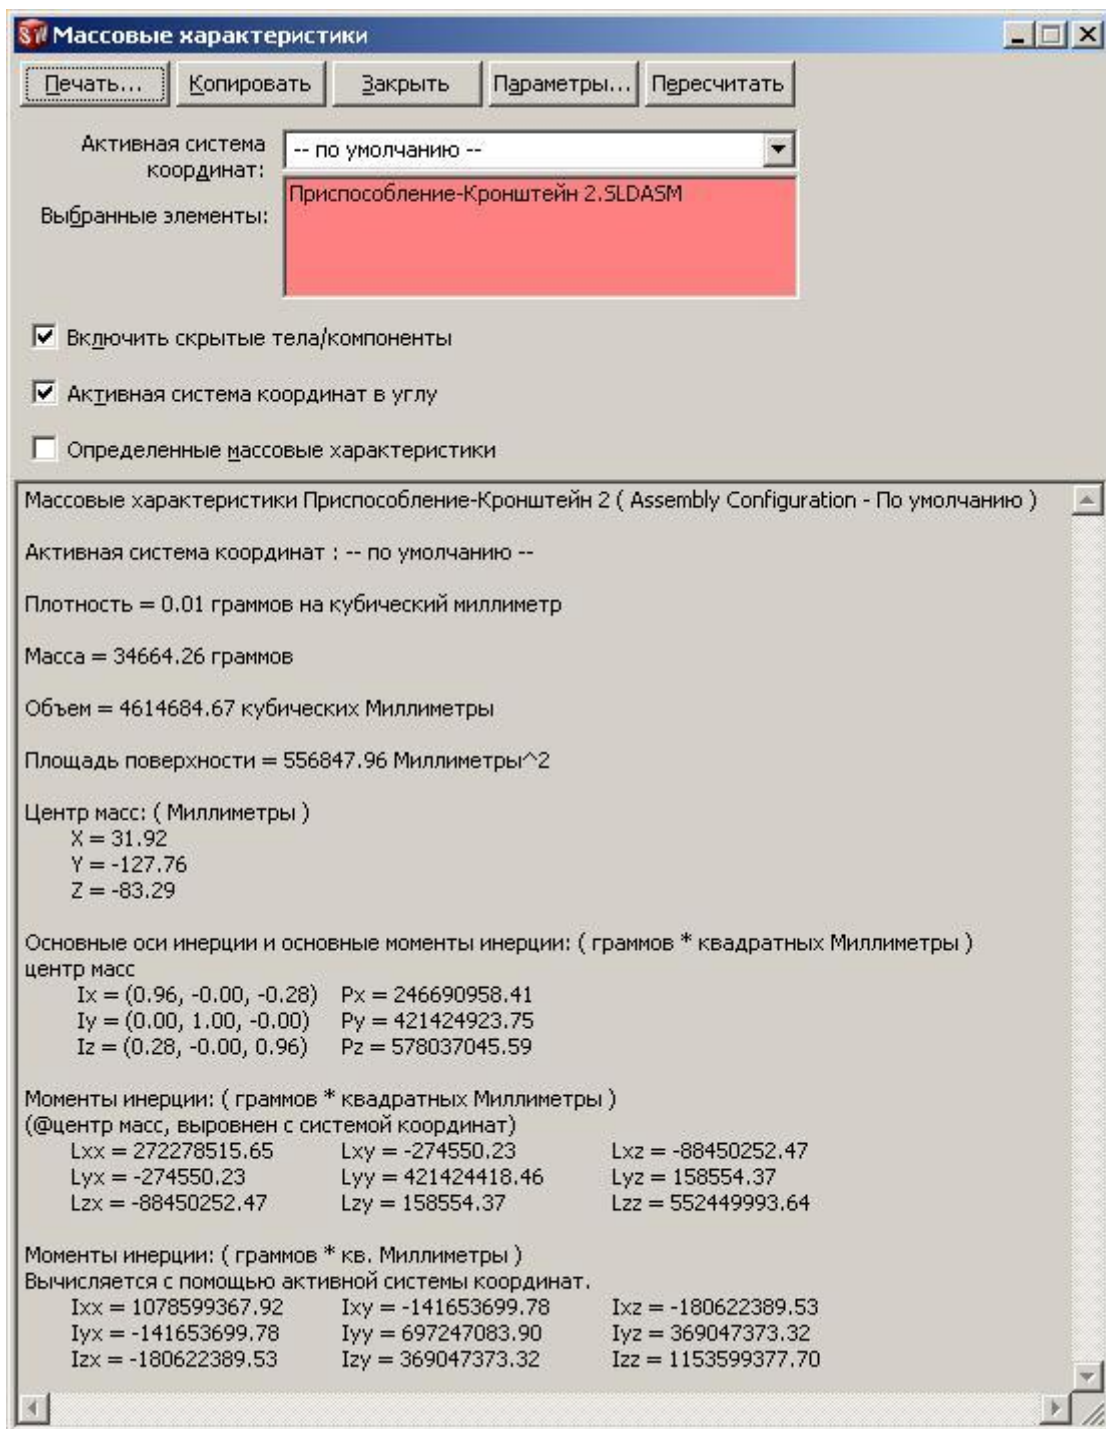 SW Массовые характеристики
Печать... Копировать Закрыть Параметры... Пересчитать
Активная система координат: -- по умолчанию --
Выбранные элементы: Приспособление-Кронштейн 2.SLDASM
Включить скрытые тела/компоненты
Активная система координат в углу
Определенные массовые характеристики
Массовые характеристики Приспособление-Кронштейн 2 ( Assembly Configuration - По умолчанию )
Активная система координат : -- по умолчанию --
Плотность = 0.01 граммов на кубический миллиметр
Масса = 34664.26 граммов
Объем = 4614684.67 кубических Миллиметры
Площадь поверхности = 556847.96 Миллиметры^2
Центр масс: ( Миллиметры )
X = 31.92
Y = -127.76
Z = -83.29
Основные оси инерции и основные моменты инерции: ( граммов * квадратных Миллиметры )
центр масс
Ix = (0.96, -0.00, -0.28) Px = 246690958.41
Iy = (0.00, 1.00, -0.00) Py = 421424923.75
Iz = (0.28, -0.00, 0.96) Pz = 578037045.59
Моменты инерции: ( граммов * квадратных Миллиметры )
(@центр масс, выровнен с системой координат)
Lxx = 272278515.65 Lxy = -274550.23 Lxz = -88450252.47
Lyx = -274550.23 Lyy = 421424418.46 Lyz = 158554.37
Lzx = -88450252.47 Lzy = 158554.37 Lzz = 552449993.64
Моменты инерции: ( граммов * кв. Миллиметры )
Вычисляется с помощью активной системы координат.
Ixx = 1078599367.92 Ixy = -141653699.78 Ixz = -180622389.53
Iyx = -141653699.78 Iyy = 697247083.90 Iyz = 369047373.32
Izx = -180622389.53 Izy = 369047373.32 Izz = 1153599377.70